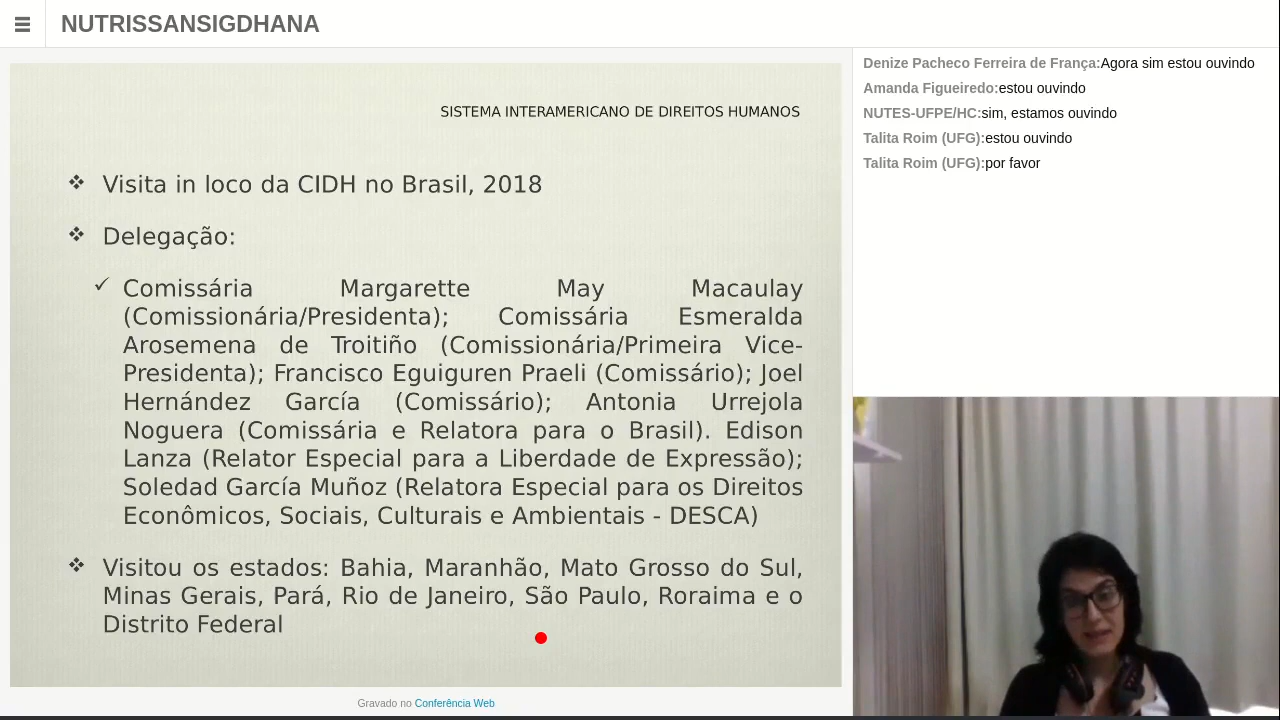 NUTRISSANSIGDHANA
SISTEMA INTERAMERICANO DE DIREITOS HUMANOS
❖ Visita in loco da CIDH no Brasil, 2018
❖ Delegação:
✓ Comissária Margarette May Macaulay
(Comissionária/Presidenta); Comissária Esmeralda
Arosemena de Troitiño (Comissionária/Primeira Vice-
Presidenta); Francisco Eguiguren Praeli (Comissário); Joel
Hernández García (Comissário); Antonia Urrejola
Noguera (Comissária e Relatora para o Brasil). Edison
Lanza (Relator Especial para a Liberdade de Expressão);
Soledad García Muñoz (Relatora Especial para os Direitos
Econômicos, Sociais, Culturais e Ambientais - DESCA)
❖ Visitou os estados: Bahia, Maranhão, Mato Grosso do Sul,
Minas Gerais, Pará, Rio de Janeiro, São Paulo, Roraima e o
Distrito Federal
Gravado no Conferência Web
Denize Pacheco Ferreira de França:Agora sim estou ouvindo
Amanda Figueiredo:estou ouvindo
NUTES-UFPE/HC:sim, estamos ouvindo
Talita Roim (UFG):estou ouvindo
Talita Roim (UFG):por favor